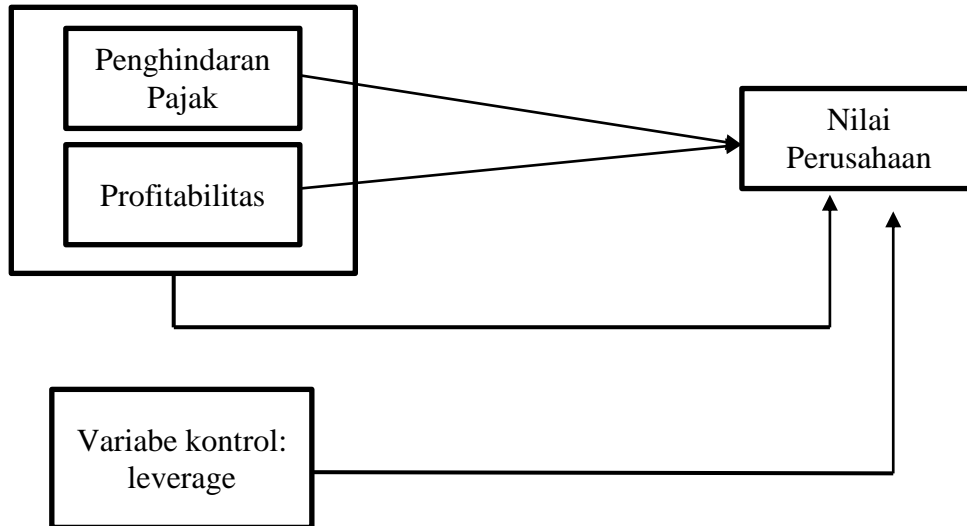 Penghindaran
Pajak
Profitabilitas
Nilai
Perusahaan
Variabe kontrol:
leverage